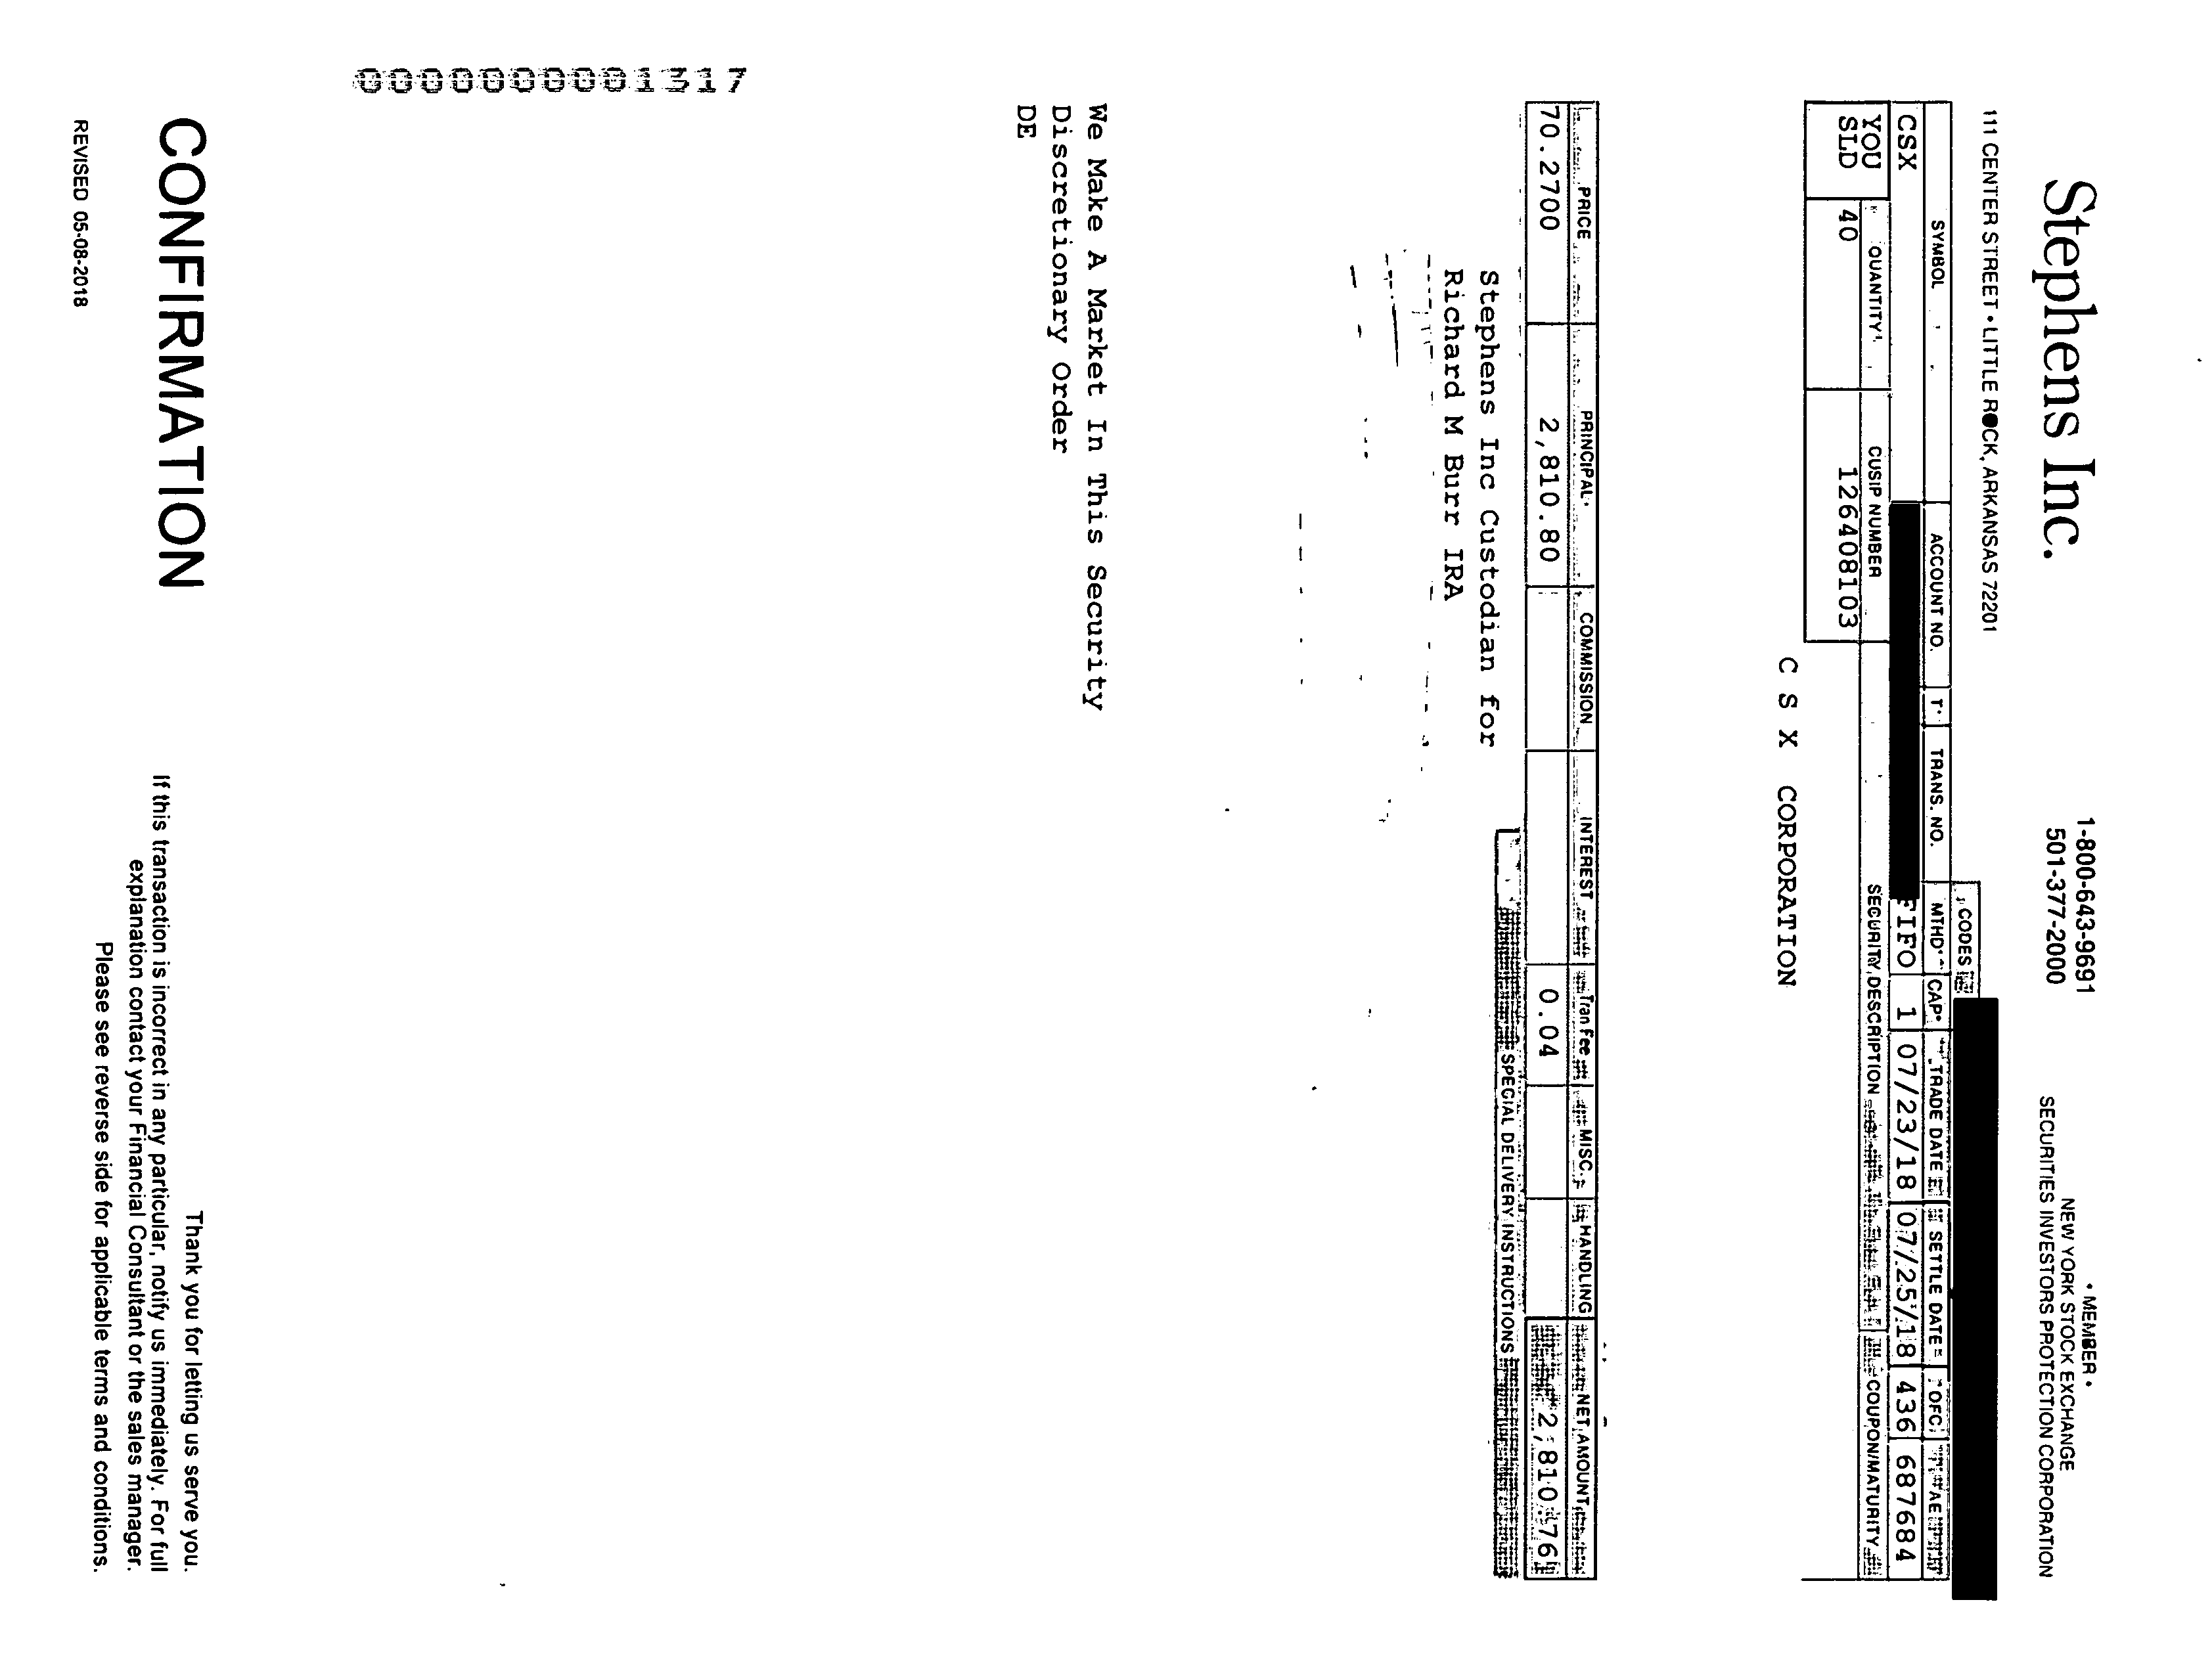 Stephens Inc.
1-800-643-9691
501-377-2000
• MEMBER •
NEW YORK STOCK EXCHANGE
SECURITIES INVESTORS PROTECTION CORPORATION
111 CENTER STREET • LITTLE ROCK, ARKANSAS 72201
CODES
SYMBOL ACCOUNT NO. T TRANS. NO. MTHD CAP TRADE DATE SETTLE DATE OFC AE
CSX FIFO 1 07/23/18 07/25/18 436 687684
YOU SLD QUANTITY CUSIP NUMBER SECURITY DESCRIPTION COUPON/MATURITY
40 126408103
C S X CORPORATION
PRICE PRINCIPAL COMMISSION INTEREST Tran Fee MISC. HANDLING NET AMOUNT
70.2700 2,810.80 0.04 2,810.76
SPECIAL DELIVERY INSTRUCTIONS
Stephens Inc Custodian for
Richard M Burr IRA
We Make A Market In This Security
Discretionary Order
DE
000000001317
CONFIRMATION
REVISED 05-08-2018
Thank you for letting us serve you.
If this transaction is incorrect in any particular, notify us immediately. For full
explanation contact your Financial Consultant or the sales manager.
Please see reverse side for applicable terms and conditions.